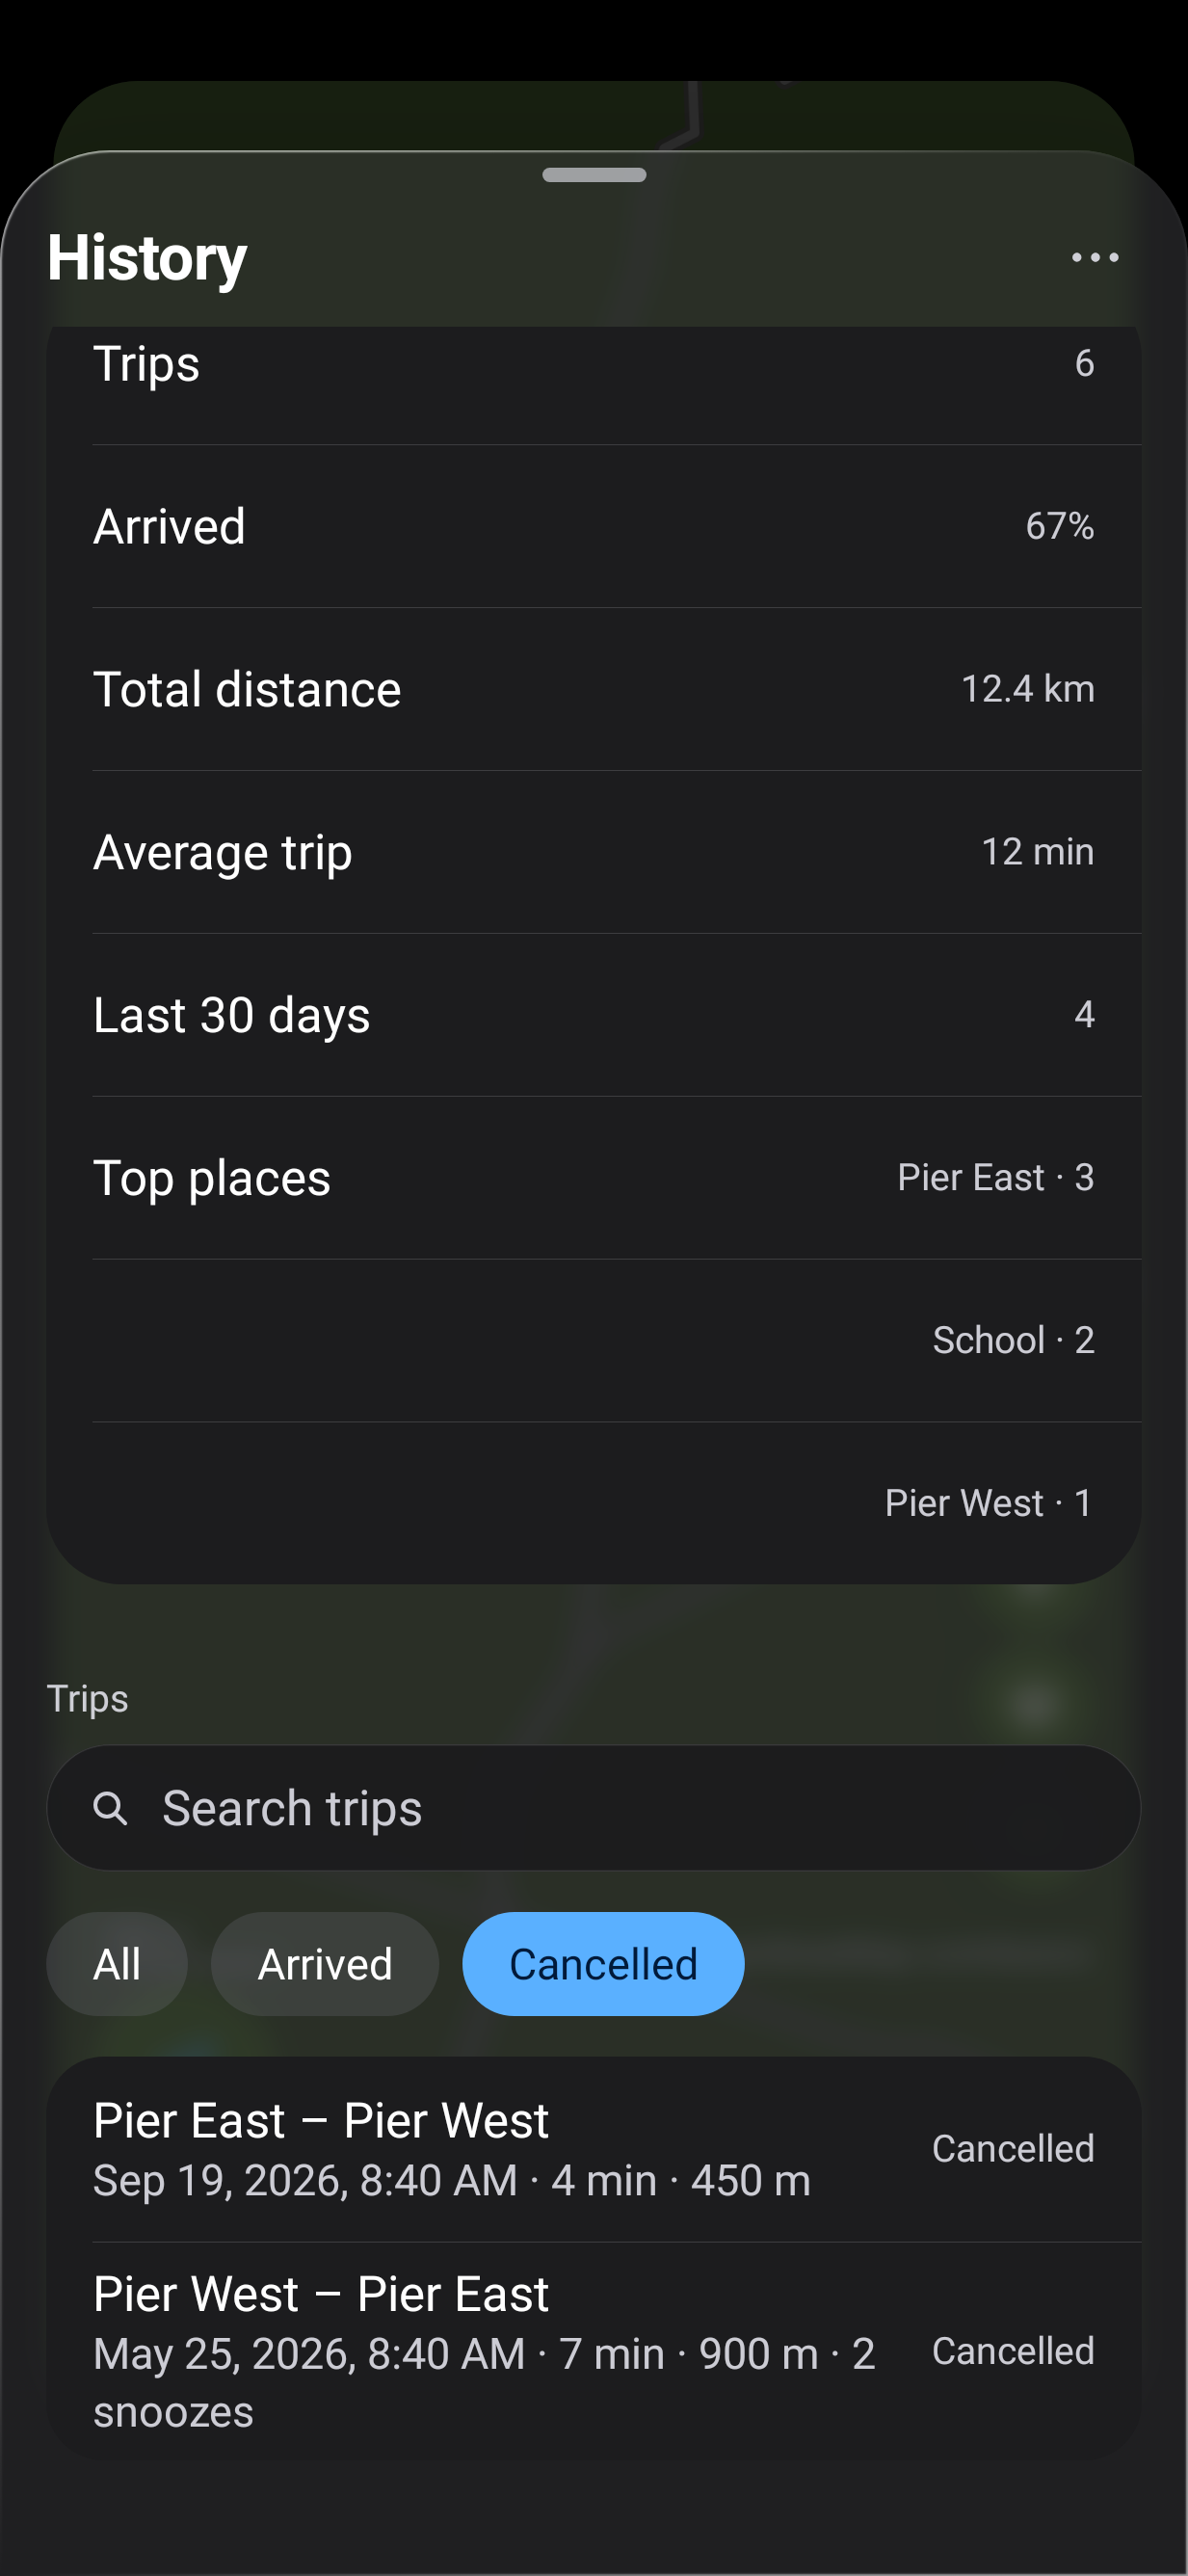 History
Trips 6
Arrived 67%
Total distance 12.4 km
Average trip 12 min
Last 30 days 4
Top places Pier East · 3
School · 2
Pier West · 1
Trips
Search trips
All Arrived Cancelled
Pier East – Pier West
Sep 19, 2026, 8:40 AM · 4 min · 450 m
Cancelled
Pier West – Pier East
May 25, 2026, 8:40 AM · 7 min · 900 m · 2
snoozes
Cancelled